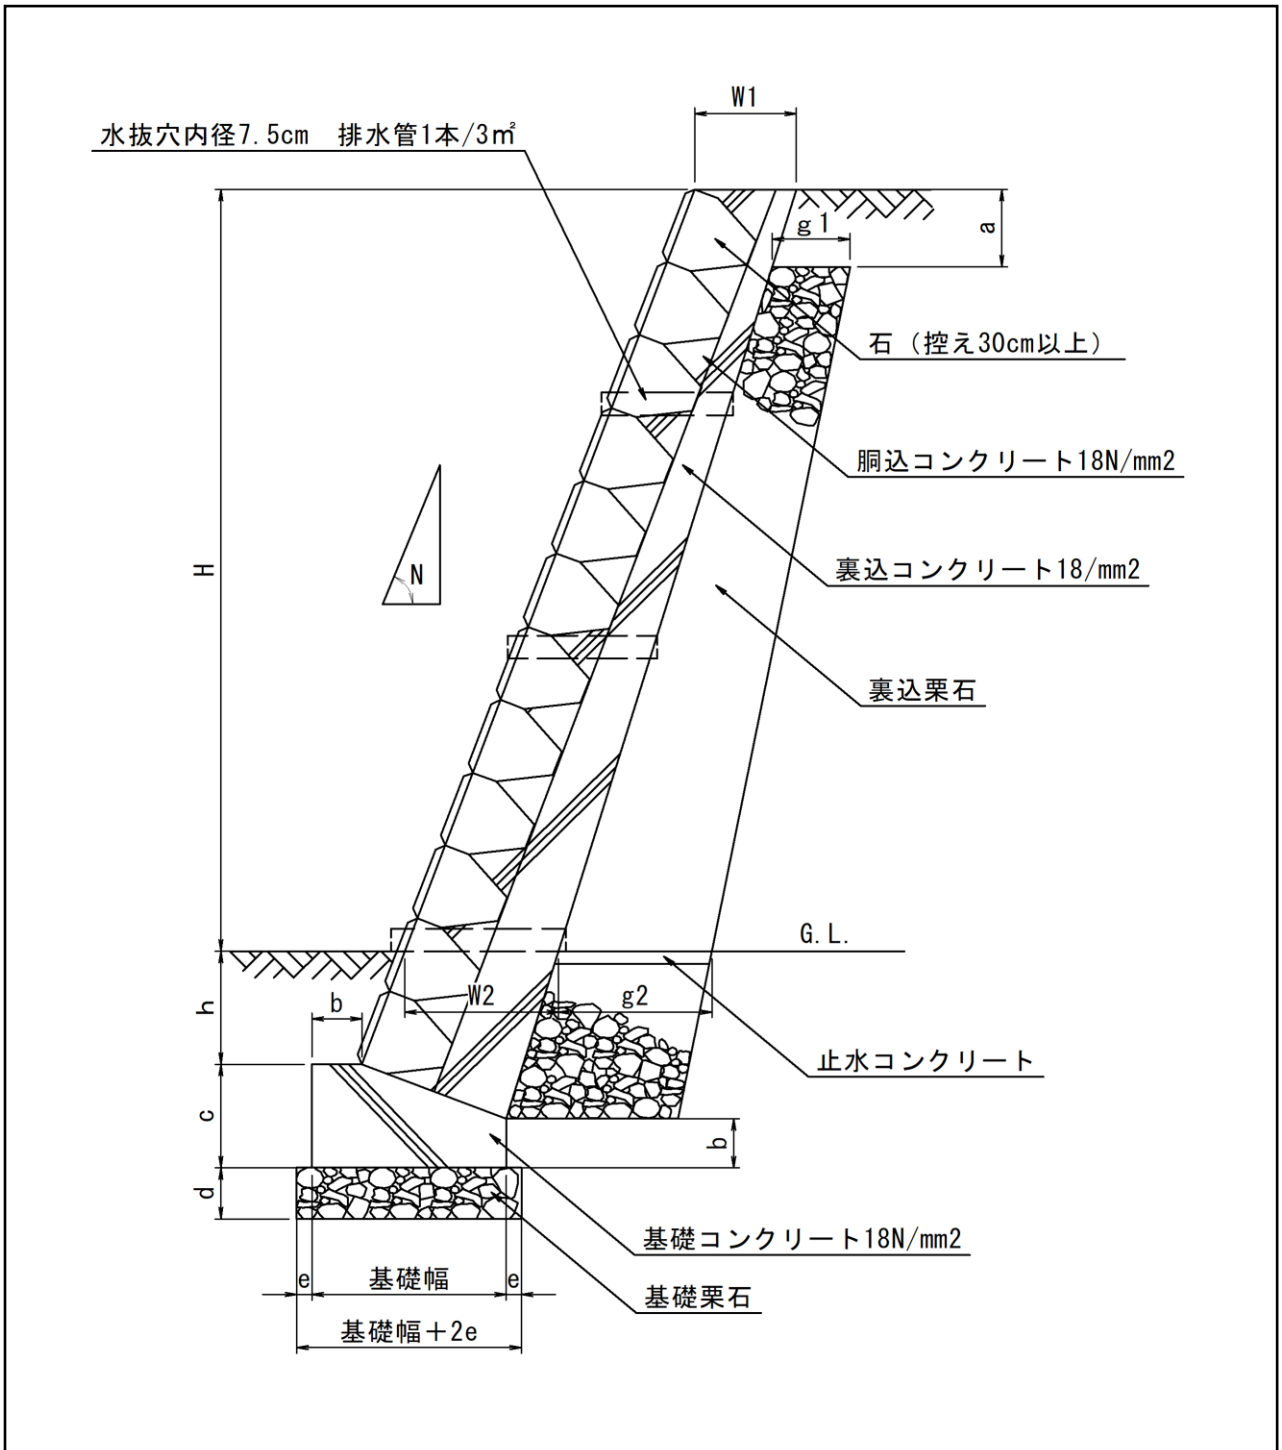 W1
水抜穴内径7.5cm　排水管1本/3㎡
g1
a
石（控え30cm以上）
胴込コンクリート18N/mm2
H
N
裏込コンクリート18/mm2
裏込栗石
G.L.
W2
g2
h
b
止水コンクリート
c
b
d
基礎コンクリート18N/mm2
e
基礎幅
e
基礎栗石
基礎幅＋2e